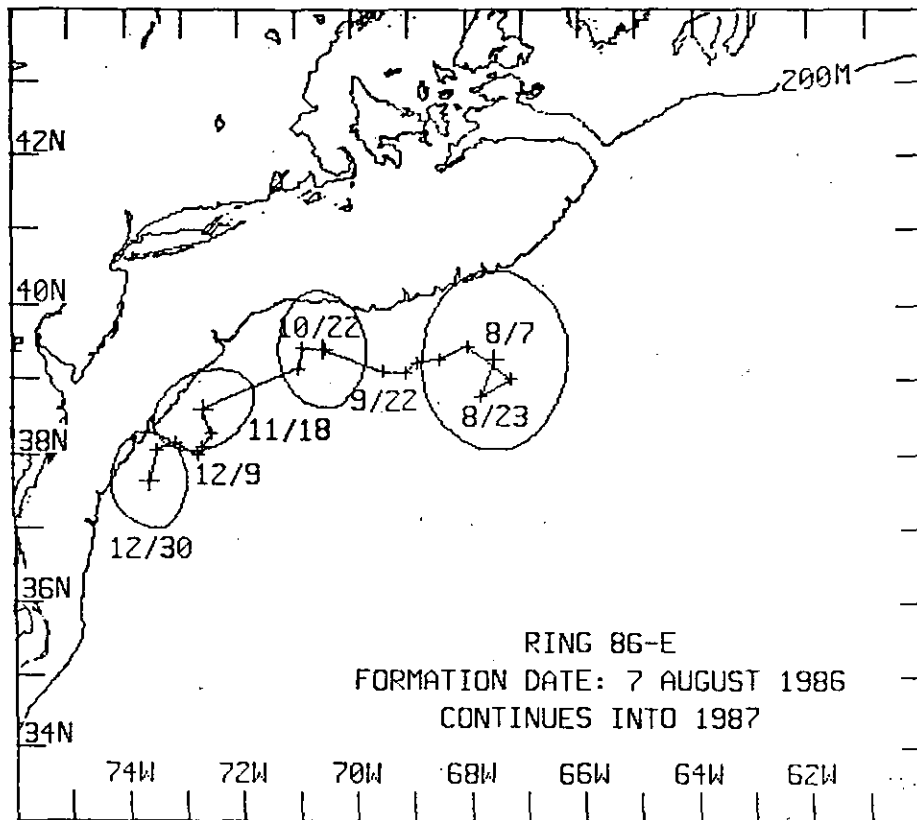 200M
42N
40N
10/22
8/7
9/22
8/23
11/18
38N
12/9
12/30
36N
RING 86-E
FORMATION DATE: 7 AUGUST 1986
CONTINUES INTO 1987
34N
74W 72W 70W 68W 66W 64W 62W